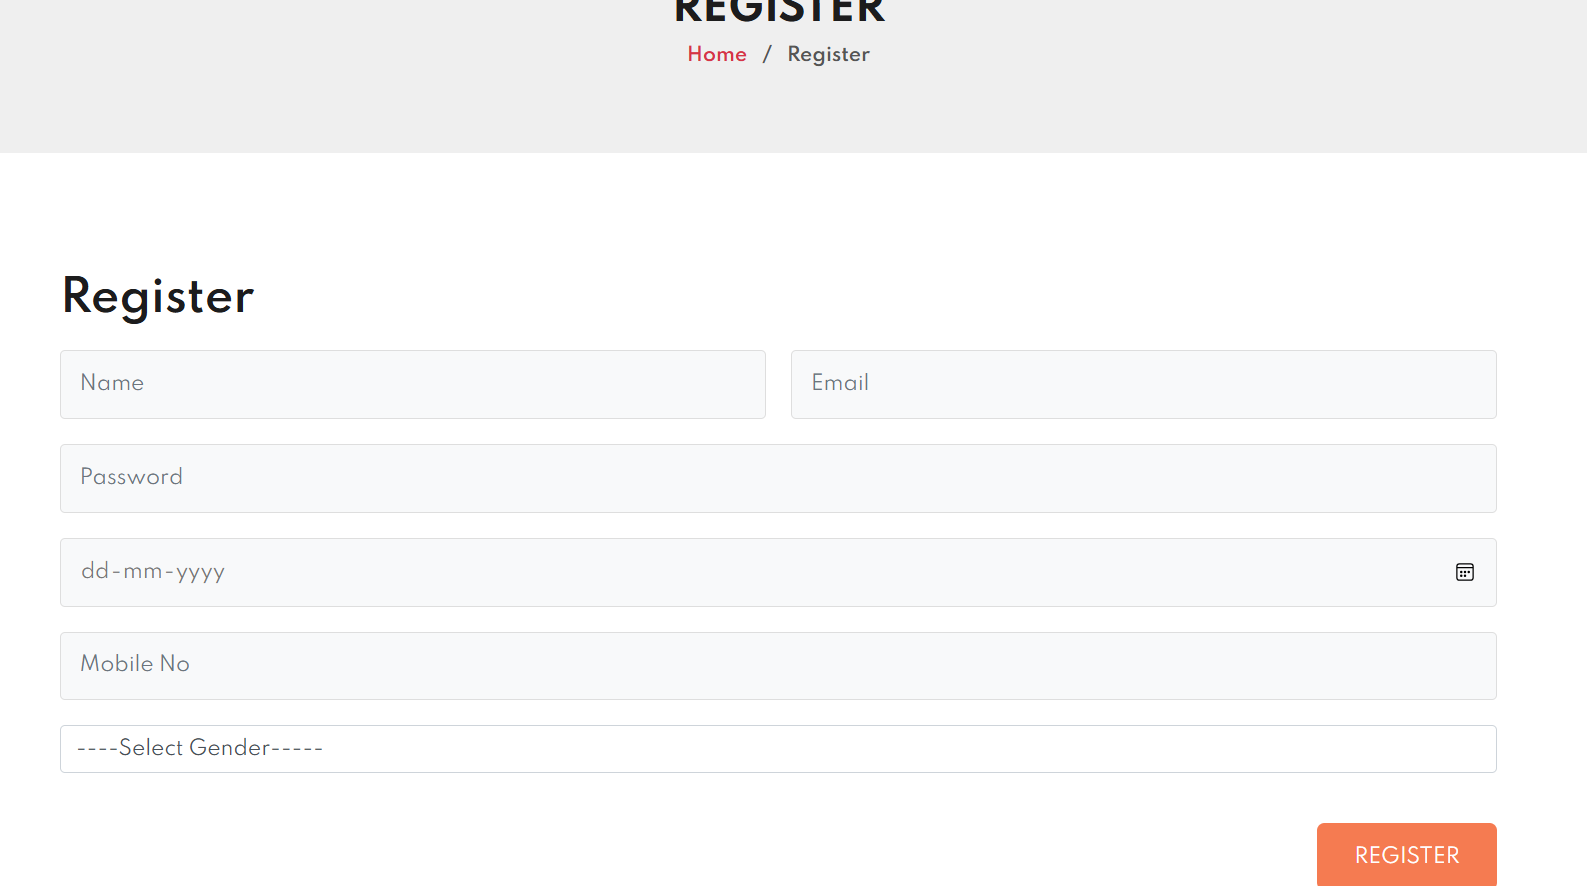 REGISTER
Home / Register
Register
Name
Email
Password
dd-mm-yyyy
Mobile No
----Select Gender-----
REGISTER